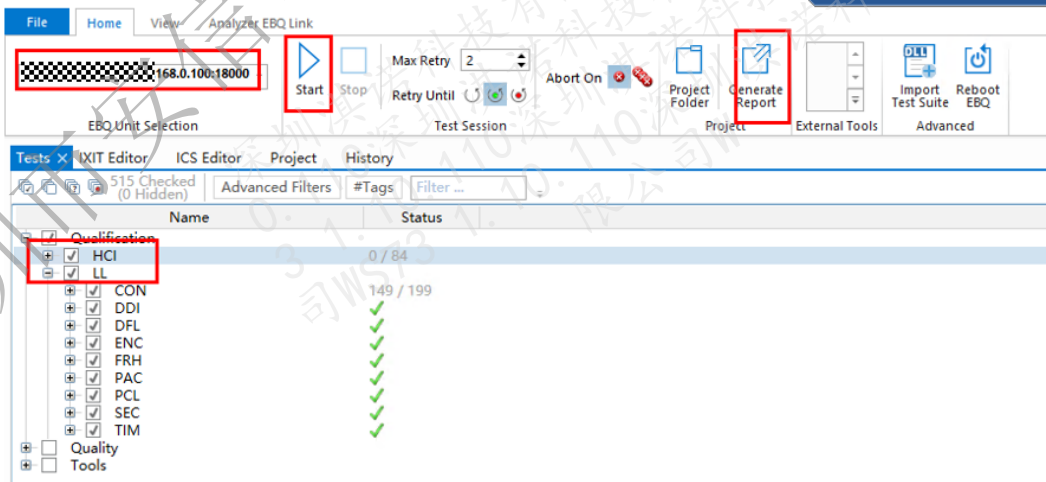 File Home View Analyzer EBQ Link
168.0.100:18000
Start Stop
Max Retry 2
Retry Until
Abort On
Project Folder
Generate Report
Import Test Suite
Reboot EBQ
EBQ Unit Selection Test Session Project External Tools Advanced
Tests IXIT Editor ICS Editor Project History
515 Checked
(0 Hidden)
Advanced Filters #Tags Filter ...
Name Status
Qualification
HCI 0 / 84
LL
CON 149 / 199
DDI
DFL
ENC
FRH
PAC
PCL
SEC
TIM
Quality
Tools